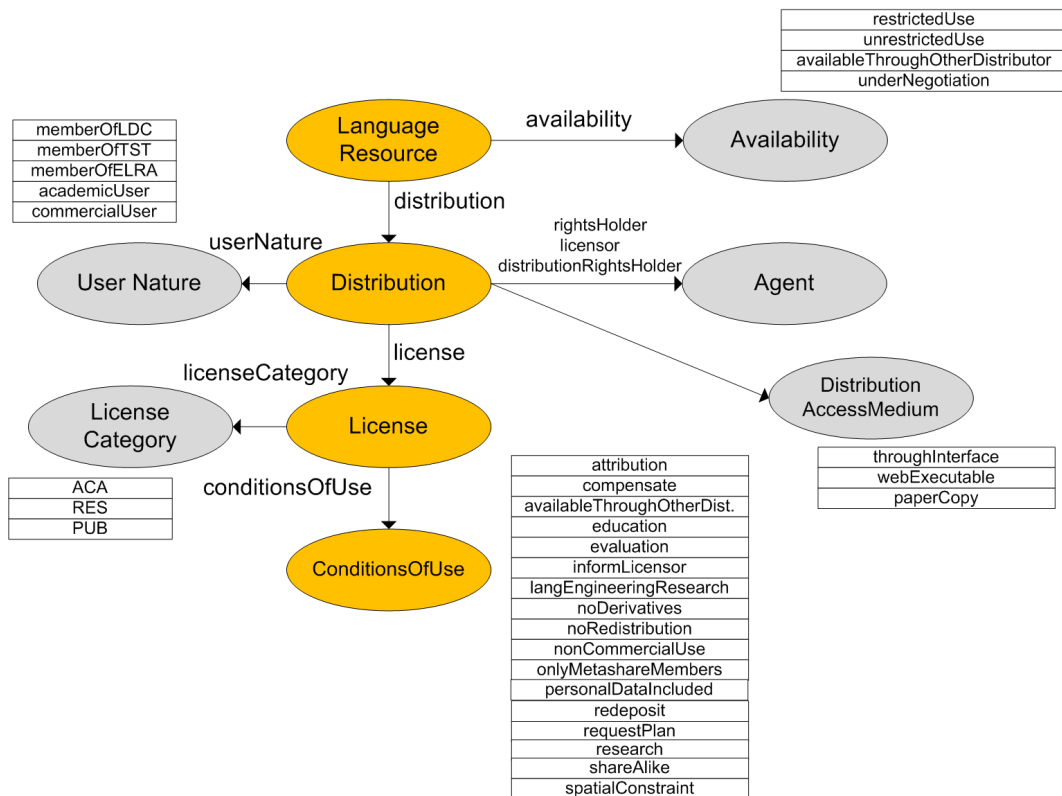 restrictedUse
unrestrictedUse
availableThroughOtherDistributor
underNegotiation
Language
Resource
availability
Availability
memberOfLDC
memberOfTST
memberOfELRA
academicUser
commercialUser
distribution
userNature
rightsHolder
licensor
distributionRightsHolder
User Nature
Distribution
Agent
license
licenseCategory
License
Category
License
Distribution
AccessMedium
throughInterface
webExecutable
paperCopy
ACA
RES
PUB
conditionsOfUse
ConditionsOfUse
attribution
compensate
availableThroughOtherDist.
education
evaluation
informLicensor
langEngineeringResearch
noDerivatives
noRedistribution
nonCommercialUse
onlyMetashareMembers
personalDataIncluded
redeposit
requestPlan
research
shareAlike
spatialConstraint